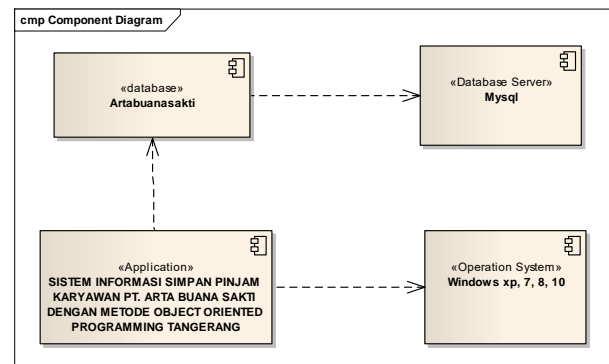 cmp Component Diagram
«database»
Artabuanasakti
«Database Server»
Mysql
«Application»
SISTEM INFORMASI SIMPAN PINJAM
KARYAWAN PT. ARTA BUANA SAKTI
DENGAN METODE OBJECT ORIENTED
PROGRAMMING TANGERANG
«Operation System»
Windows xp, 7, 8, 10